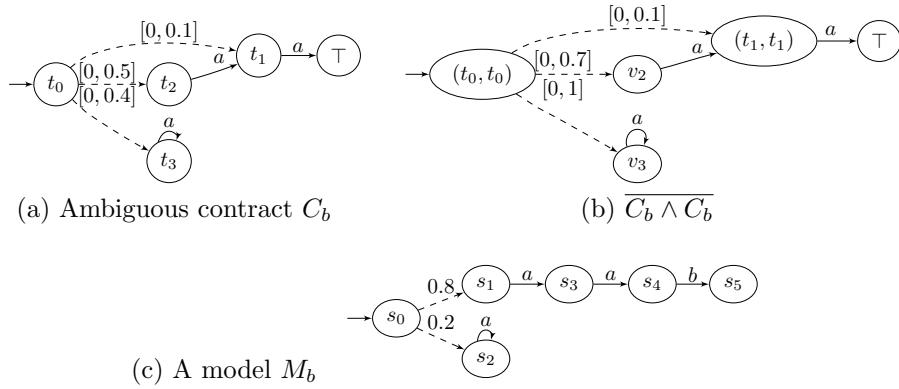 [0, 0.1]
t₀
[0, 0.5]
[0, 0.4]
t₂
a
t₁
a
⊤
a
t₃
(a) Ambiguous contract C_b
[0, 0.1]
(t₀, t₀)
[0, 0.7]
[0, 1]
v₂
a
(t₁, t₁)
a
⊤
a
v₃
(b) \overline{C_b ∧ C_b}
s₀
0.8
s₁
a
s₃
a
s₄
b
s₅
0.2
a
s₂
(c) A model M_b